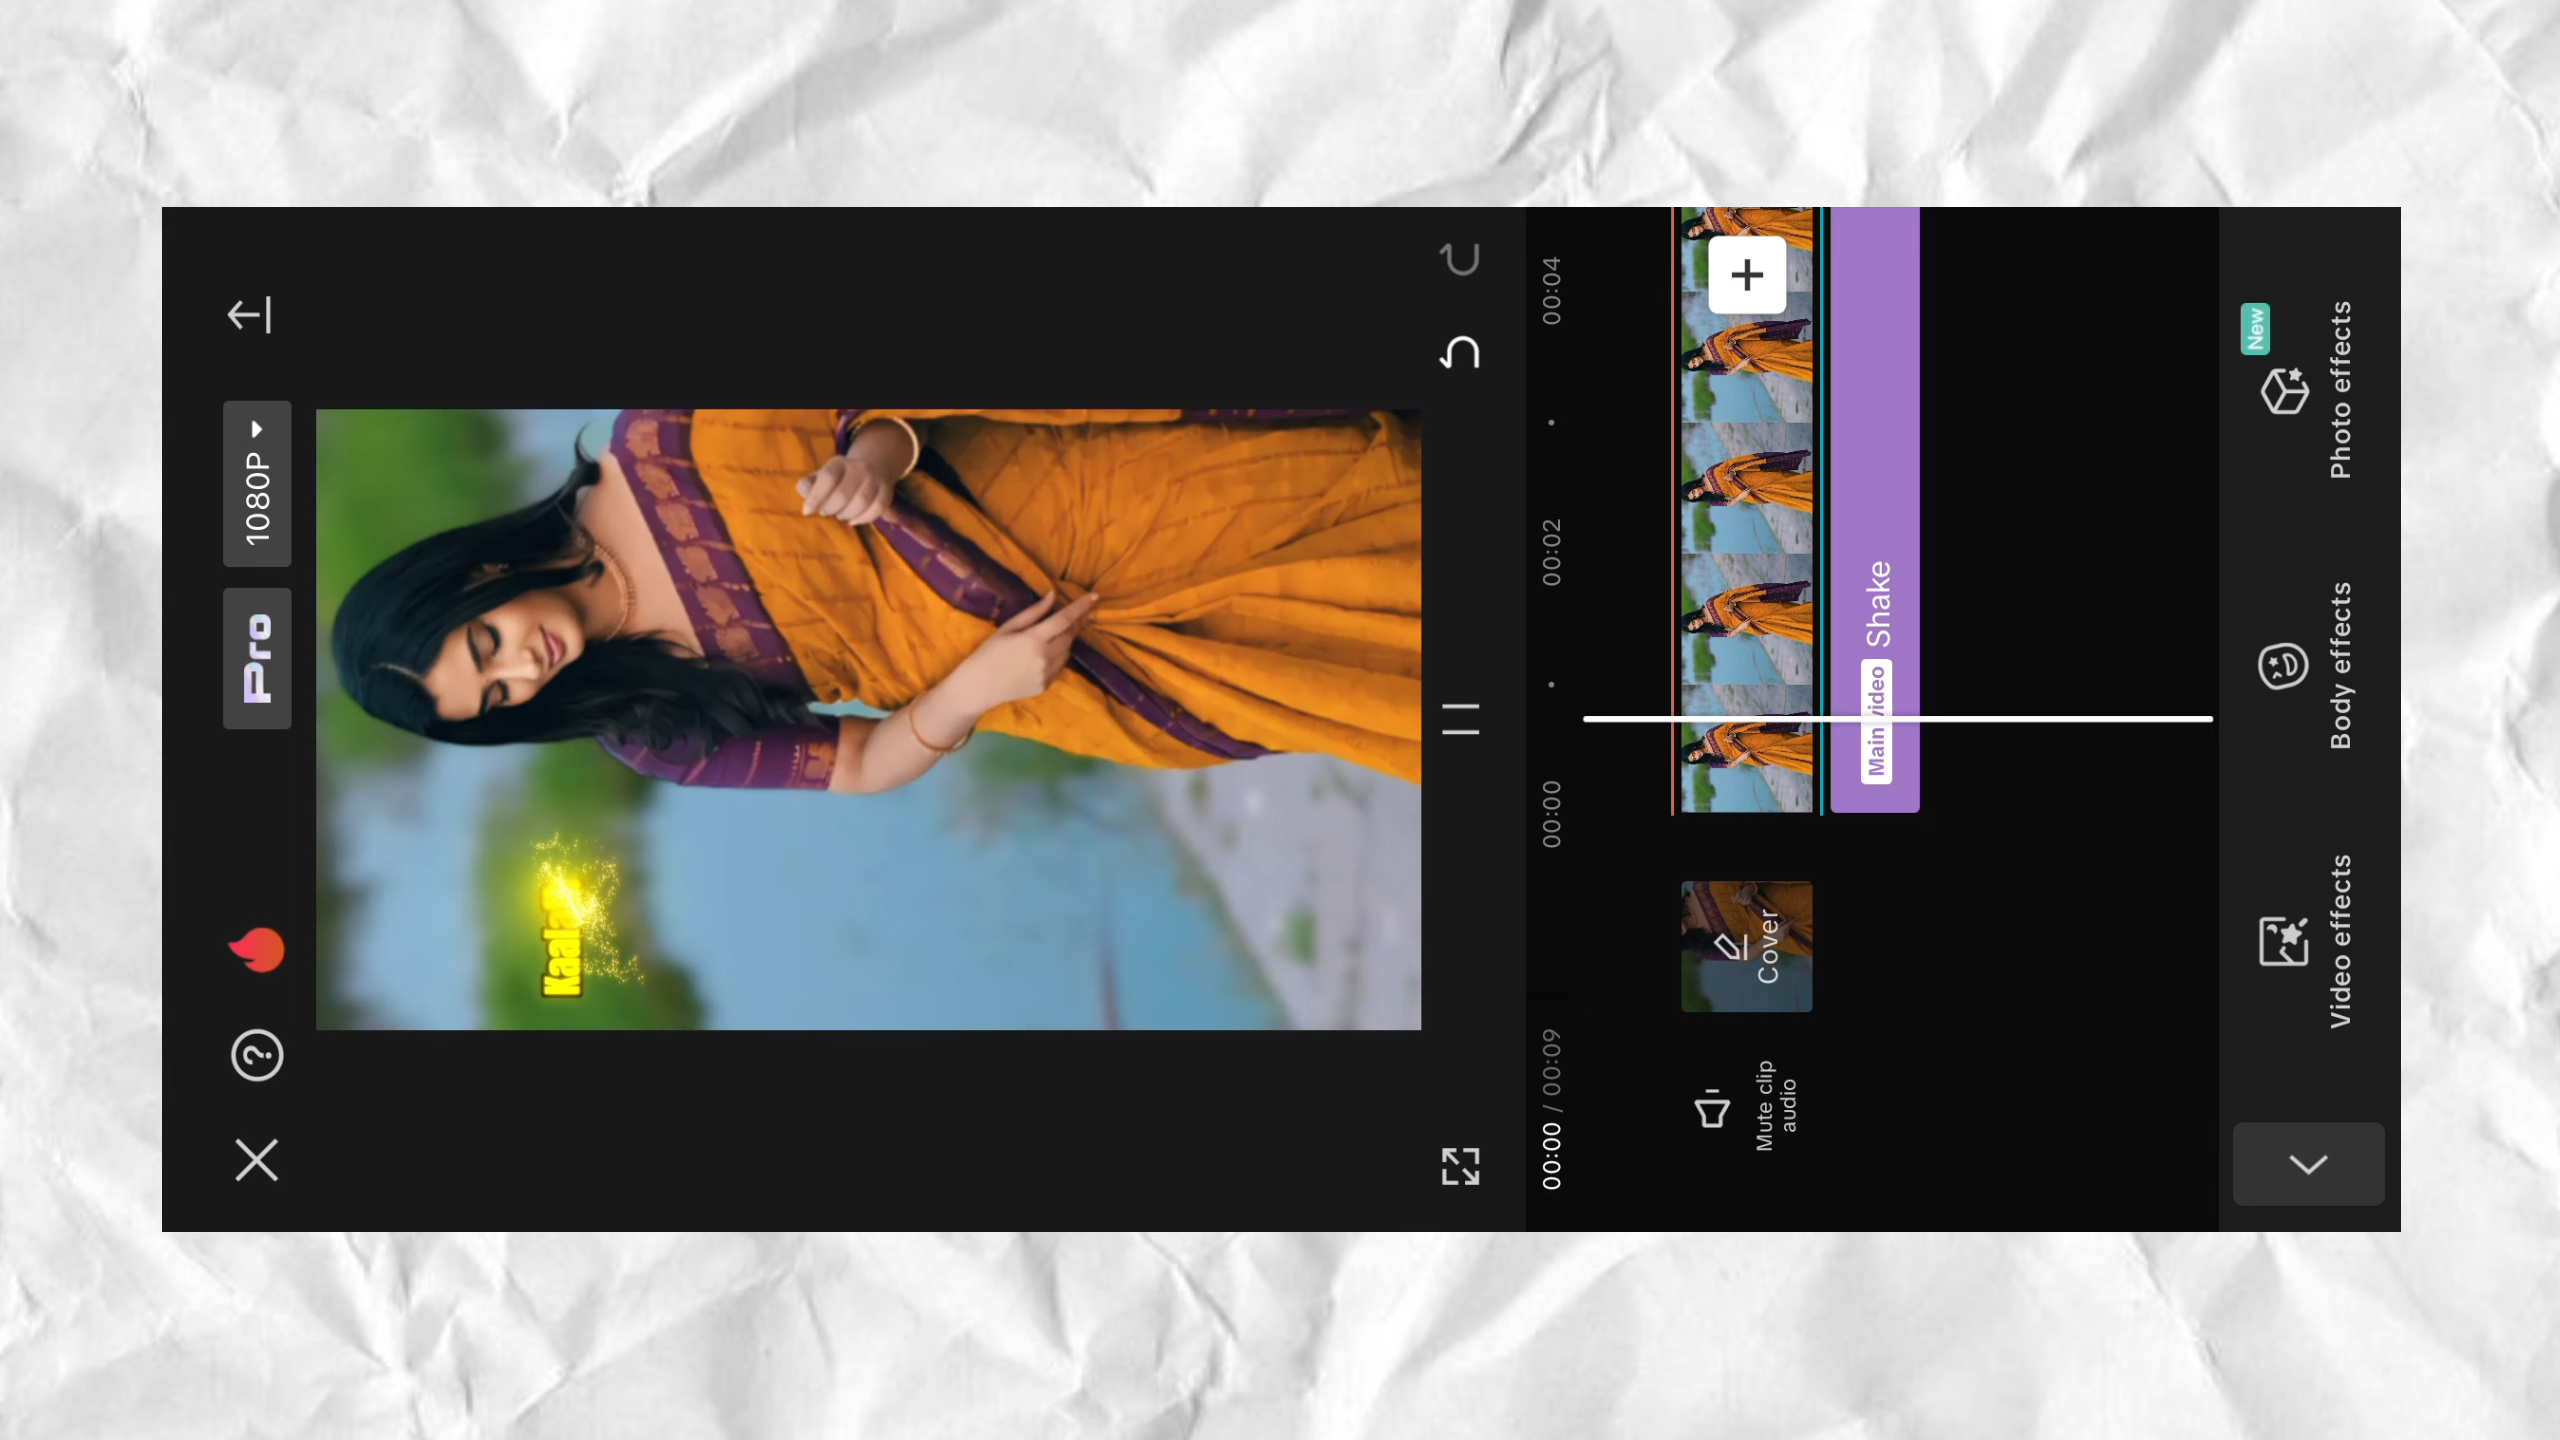 Pro
1080P
Kaala
00:00 / 00:09
00:00
00:02
00:04
Mute clip
audio
Cover
Main video
Shake
Video effects
Body effects
Photo effects
New